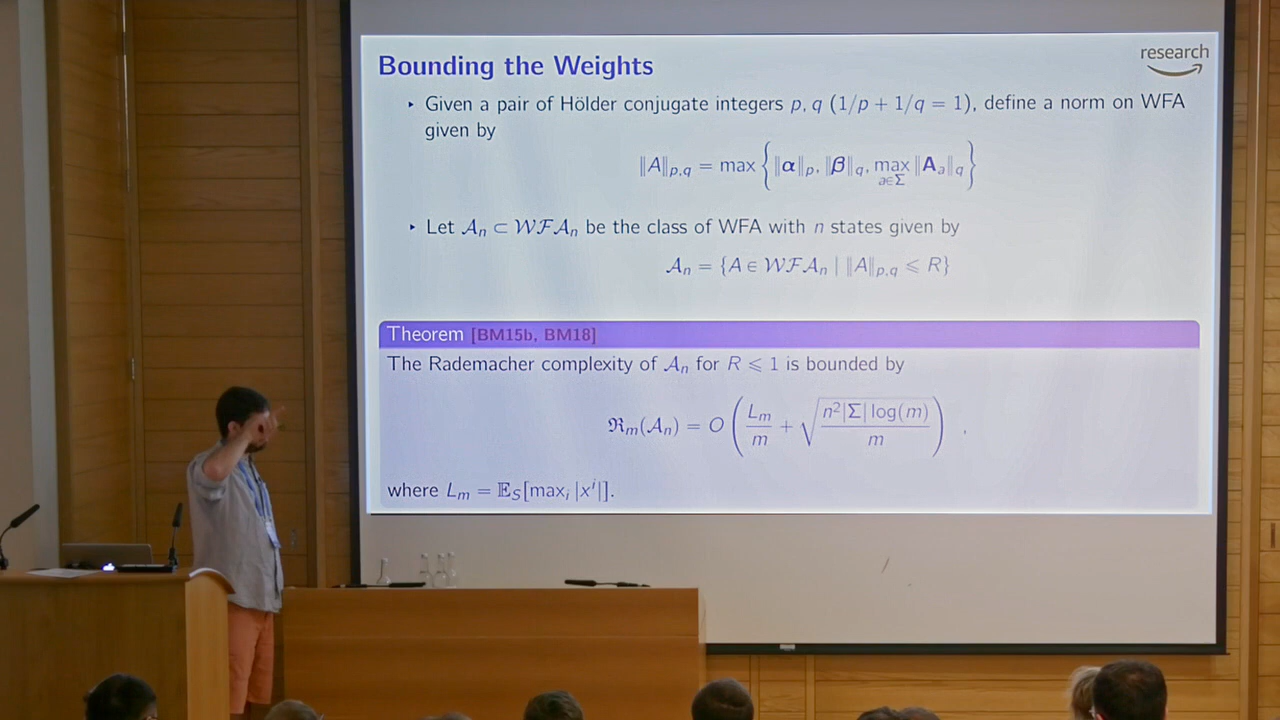 Bounding the Weights
research
‣ Given a pair of Hölder conjugate integers p, q (1/p + 1/q = 1), define a norm on WFA
given by
‖A‖p,q = max { ‖α‖p, ‖β‖q, max a∈Σ ‖Aa‖q }
‣ Let 𝒜n ⊂ 𝒲ℱ𝒜n be the class of WFA with n states given by
𝒜n = {A ∈ 𝒲ℱ𝒜n | ‖A‖p,q ⩽ R}
Theorem [BM15b, BM18]
The Rademacher complexity of 𝒜n for R ⩽ 1 is bounded by
ℜm(𝒜n) = O ( Lm/m + √(n²|Σ| log(m)/m) ) .
where Lm = 𝔼S[maxi |xⁱ|].